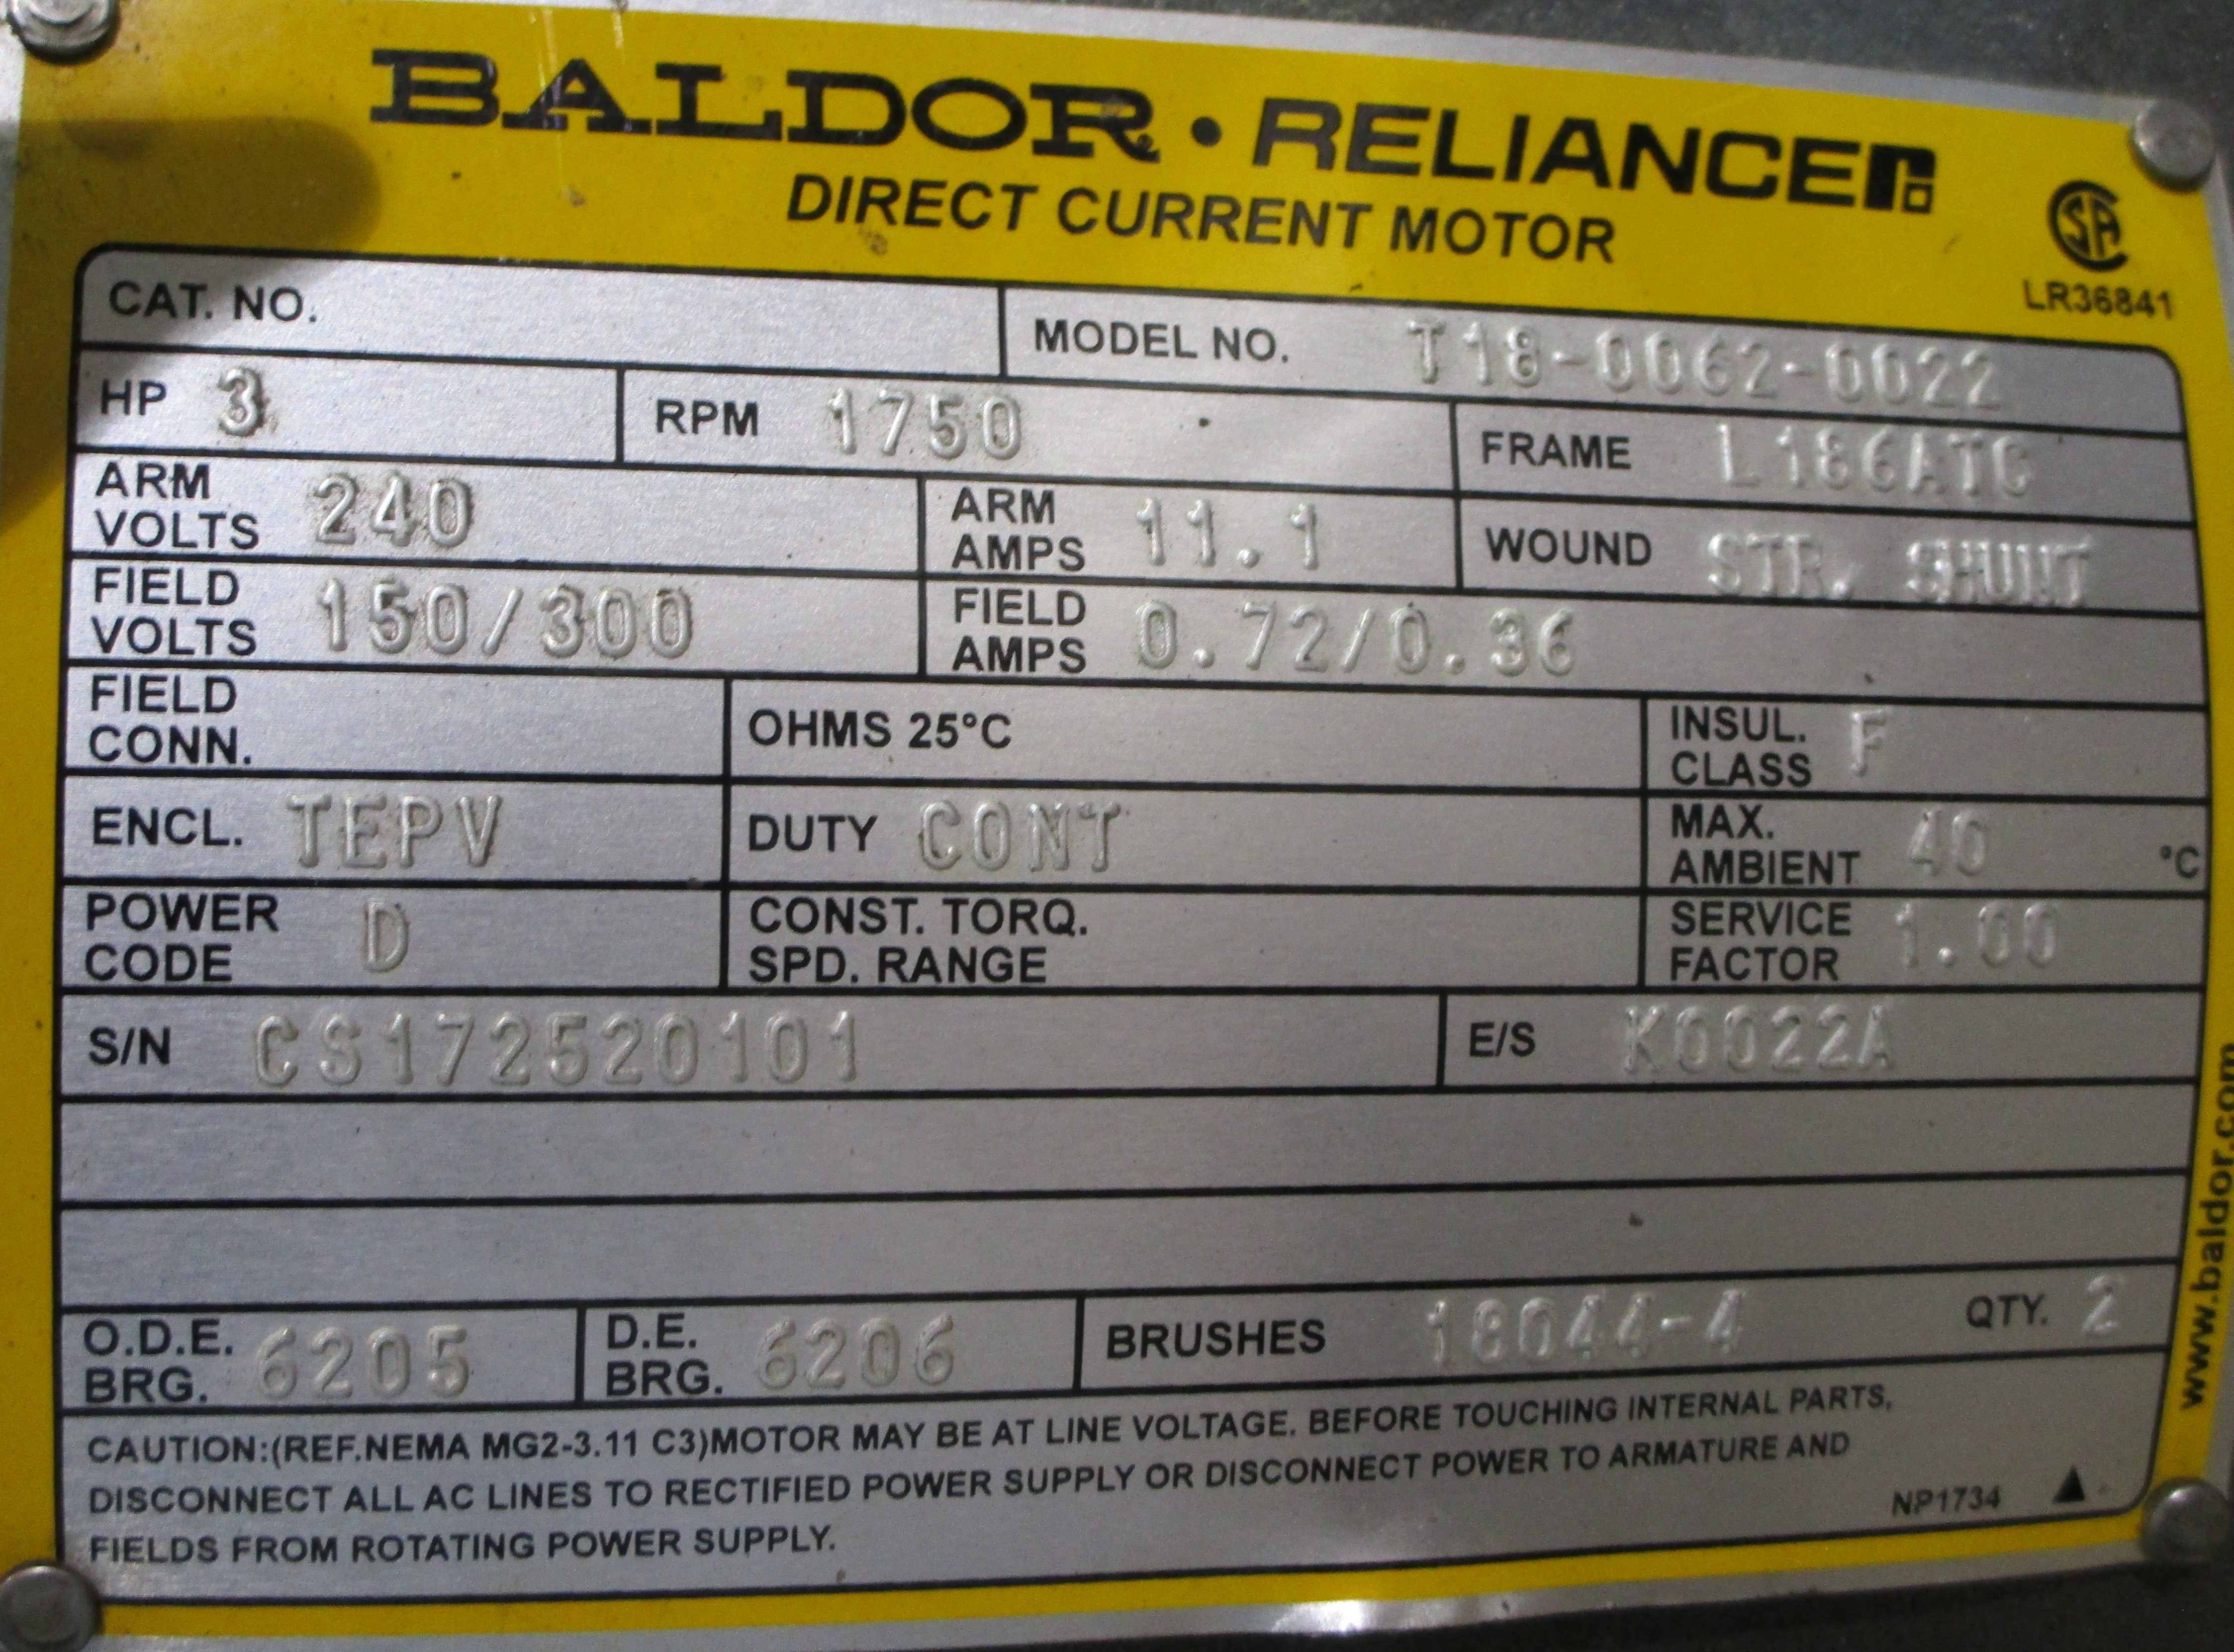 BALDOR • RELIANCE
DIRECT CURRENT MOTOR
SA
LR36841
CAT. NO.
MODEL NO. T18-0062-0022
HP 3
RPM 1750
FRAME L186ATC
ARM VOLTS 240
ARM AMPS 11.1
WOUND STR. SHUNT
FIELD VOLTS 150/300
FIELD AMPS 0.72/0.36
FIELD CONN.
OHMS 25°C
INSUL. CLASS F
ENCL. TEPV
DUTY CONT
MAX. AMBIENT 40 °C
POWER CODE D
CONST. TORQ. SPD. RANGE
SERVICE FACTOR 1.00
S/N CS172520101
E/S K0022A
O.D.E. BRG. 6205
D.E. BRG. 6206
BRUSHES 18044-4 QTY. 2
CAUTION:(REF.NEMA MG2-3.11 C3)MOTOR MAY BE AT LINE VOLTAGE. BEFORE TOUCHING INTERNAL PARTS,
DISCONNECT ALL AC LINES TO RECTIFIED POWER SUPPLY OR DISCONNECT POWER TO ARMATURE AND
FIELDS FROM ROTATING POWER SUPPLY.
NP1734
www.baldor.com